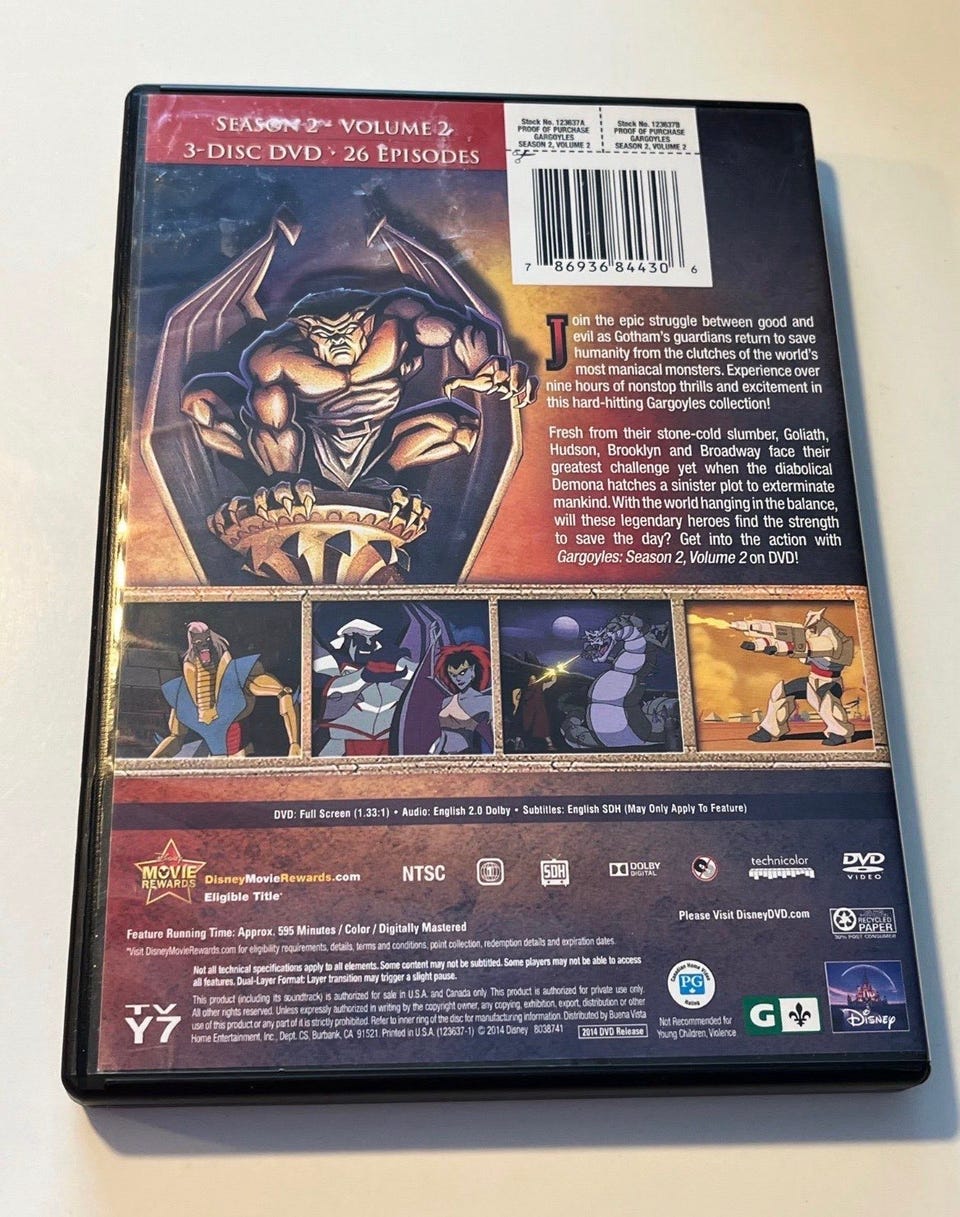 SEASON 2 - VOLUME 2
3-DISC DVD · 26 EPISODES
Stock No. 123637A
PROOF OF PURCHASE
GARGOYLES
SEASON 2, VOLUME 2
Stock No. 123637B
PROOF OF PURCHASE
GARGOYLES
SEASON 2, VOLUME 2
7 86936 84430 6
Join the epic struggle between good and
evil as Gotham's guardians return to save
humanity from the clutches of the world's
most maniacal monsters. Experience over
nine hours of nonstop thrills and excitement in
this hard-hitting Gargoyles collection!
Fresh from their stone-cold slumber, Goliath,
Hudson, Brooklyn and Broadway face their
greatest challenge yet when the diabolical
Demona hatches a sinister plot to exterminate
mankind. With the world hanging in the balance,
will these legendary heroes find the strength
to save the day? Get into the action with
Gargoyles: Season 2, Volume 2 on DVD!
DVD: Full Screen (1.33:1) • Audio: English 2.0 Dolby • Subtitles: English SDH (May Only Apply To Feature)
Disney
MOVIE
REWARDS
DisneyMovieRewards.com
Eligible Title*
NTSC
SDH
DOLBY
DIGITAL
technicolor
DVD
VIDEO
Please Visit DisneyDVD.com
RECYCLED
PAPER
30% POST CONSUMER
Feature Running Time: Approx. 595 Minutes / Color / Digitally Mastered
*Visit DisneyMovieRewards.com for eligibility requirements, details, terms and conditions, point collection, redemption details and expiration dates.
Not all technical specifications apply to all elements. Some content may not be subtitled. Some players may not be able to access
all features. Dual-Layer Format: Layer transition may trigger a slight pause.
TV
Y7
This product (including its soundtrack) is authorized for sale in U.S.A. and Canada only. This product is authorized for private use only.
All other rights reserved. Unless expressly authorized in writing by the copyright owner, any copying, exhibition, export, distribution or other
use of this product or any part of it is strictly prohibited. Refer to inner ring of the disc for manufacturing information. Distributed by Buena Vista
Home Entertainment, Inc., Dept. CS, Burbank, CA 91521. Printed in U.S.A. (123637-1) © 2014 Disney 8038741
2014 DVD Release
Canadian Home Video
PG
Rating
Not Recommended for
Young Children, Violence
G
Disney